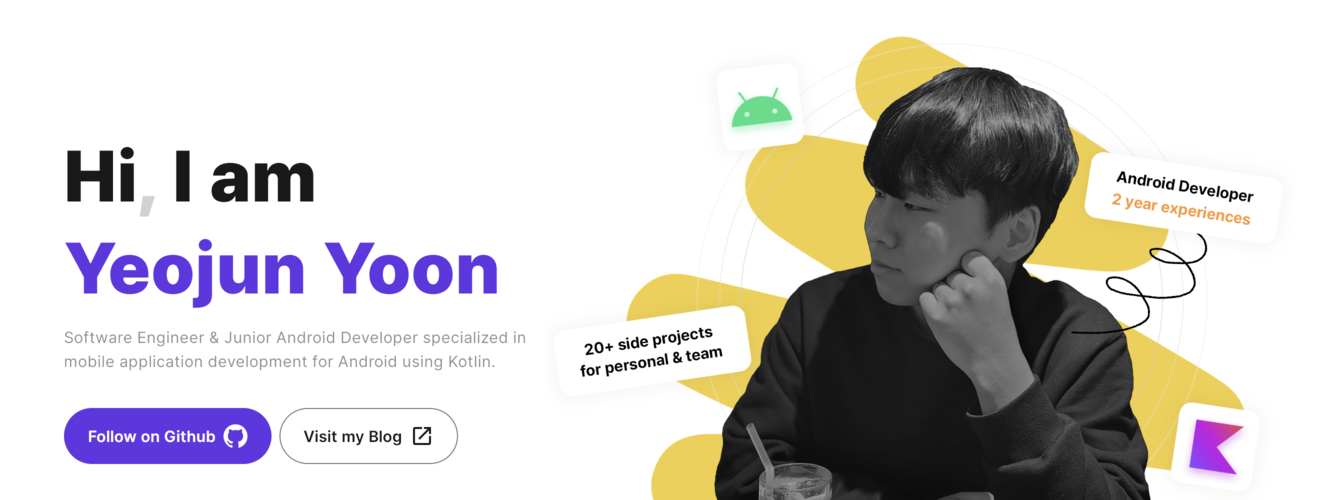 Hi, I am
Yeojun Yoon
Software Engineer & Junior Android Developer specialized in
mobile application development for Android using Kotlin.
Follow on Github
Visit my Blog
Android Developer
2 year experiences
20+ side projects
for personal & team